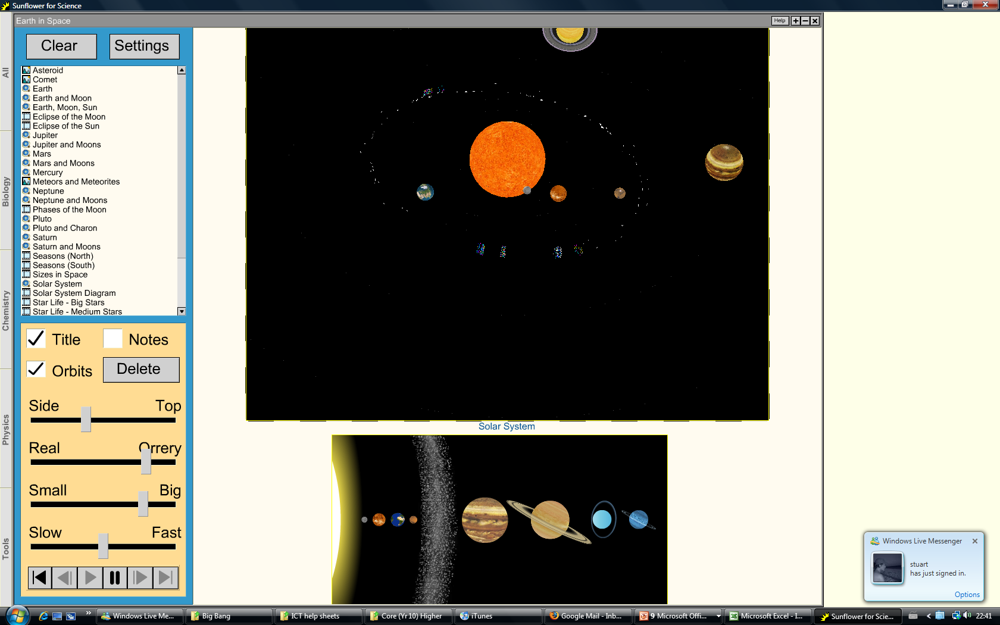 Sunflower for Science
Earth in Space
Help
Clear
Settings
All
Biology
Chemistry
Physics
Tools
Asteroid
Comet
Earth
Earth and Moon
Earth, Moon, Sun
Eclipse of the Moon
Eclipse of the Sun
Jupiter
Jupiter and Moons
Mars
Mars and Moons
Mercury
Meteors and Meteorites
Neptune
Neptune and Moons
Phases of the Moon
Pluto
Pluto and Charon
Saturn
Saturn and Moons
Seasons (North)
Seasons (South)
Sizes in Space
Solar System
Solar System Diagram
Star Life - Big Stars
Star Life - Medium Stars
Title
Notes
Orbits
Delete
Side
Top
Real
Orrery
Small
Big
Slow
Fast
Solar System
Windows Live Messenger
stuart
has just signed in.
Options
Windows Live Me...
Big Bang
ICT help sheets
Core (Yr10) Higher
iTunes
Google Mail - Inb...
9 Microsoft Offi...
Microsoft Excel - I...
Sunflower for Scie...
22:41